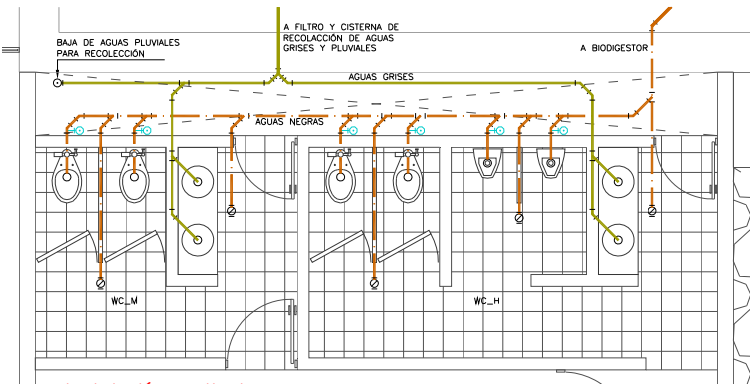 A FILTRO Y CISTERNA DE
RECOLACCIÓN DE AGUAS
GRISES Y PLUVIALES
BAJA DE AGUAS PLUVIALES
PARA RECOLECCIÓN
A BIODIGESTOR
AGUAS GRISES
AGUAS NEGRAS
WC_M
WC_H